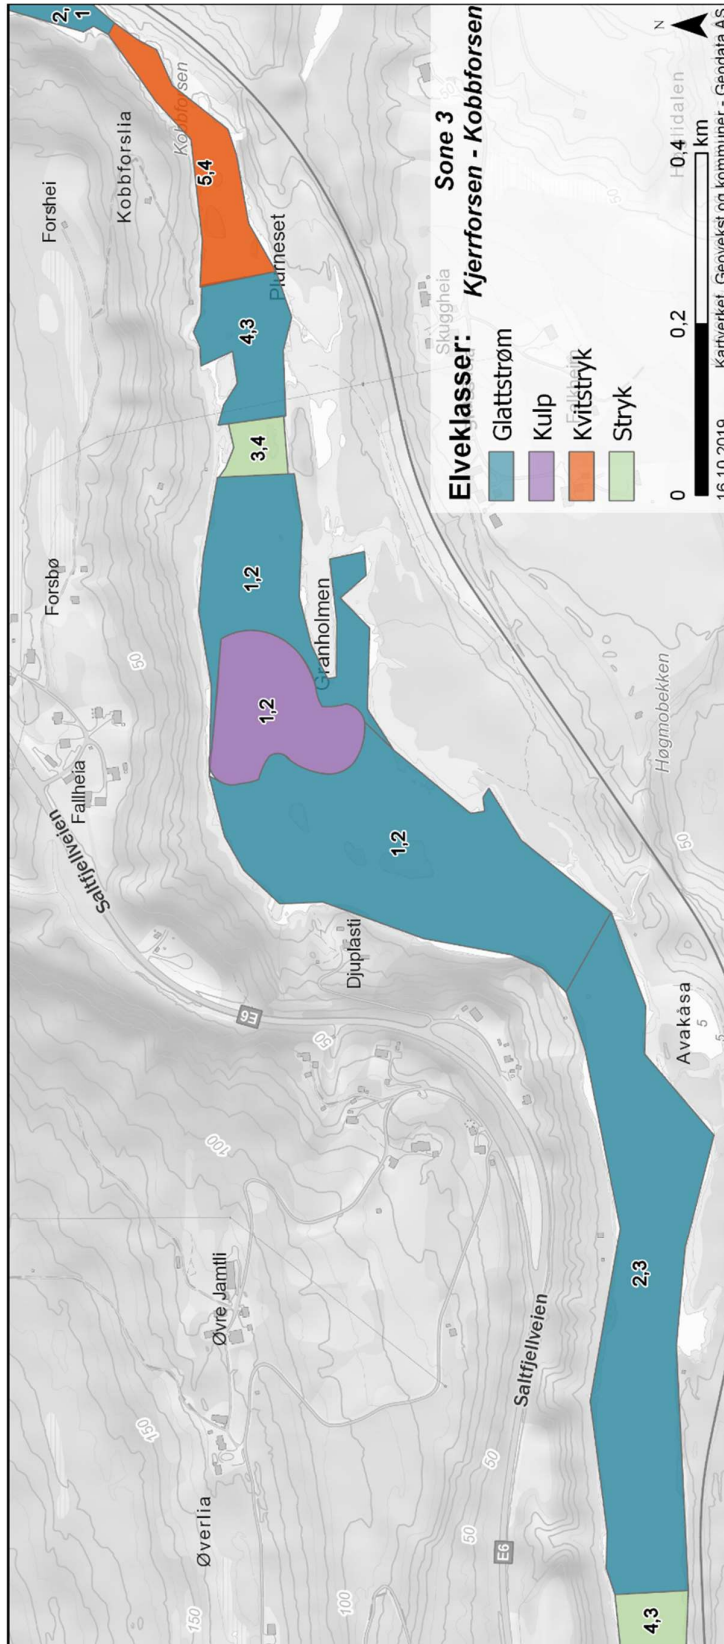 2,
1
Kobbforsen
Kobbforslia
Forshei
5,4
Plurneset
4,3
3,4
Forsbø
50
1,2
Granholmen
1,2
Fallheia
Saltfjellveien
1,2
Djuplasti
E6
50
100
Høgmobekken
50
Avakåsa
5
5
Øvre Jamtli
2,3
Saltfjellveien
150
Øverlia
50
50
E6
150
100
4,3
Skuggheia
Sone 3
Kjerrforsen - Kobbforsen
Elveklasser:
Glattstrøm
Kulp
Kvitstryk
Stryk
N
0 0,2 0,4
km
16.10.2019 Kartverket, Geovekst og kommuner - Geodata AS